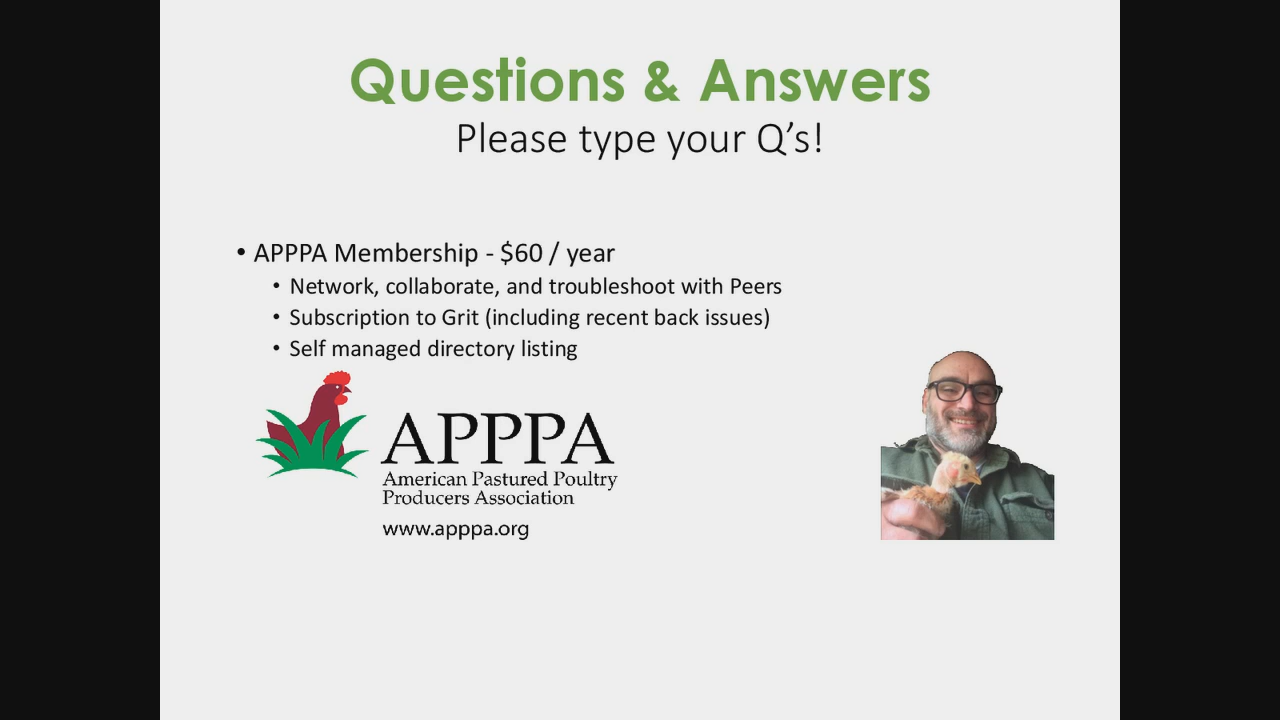 Questions & Answers
Please type your Q’s!
• APPPA Membership - $60 / year
• Network, collaborate, and troubleshoot with Peers
• Subscription to Grit (including recent back issues)
• Self managed directory listing
APPPA
American Pastured Poultry
Producers Association
www.apppa.org